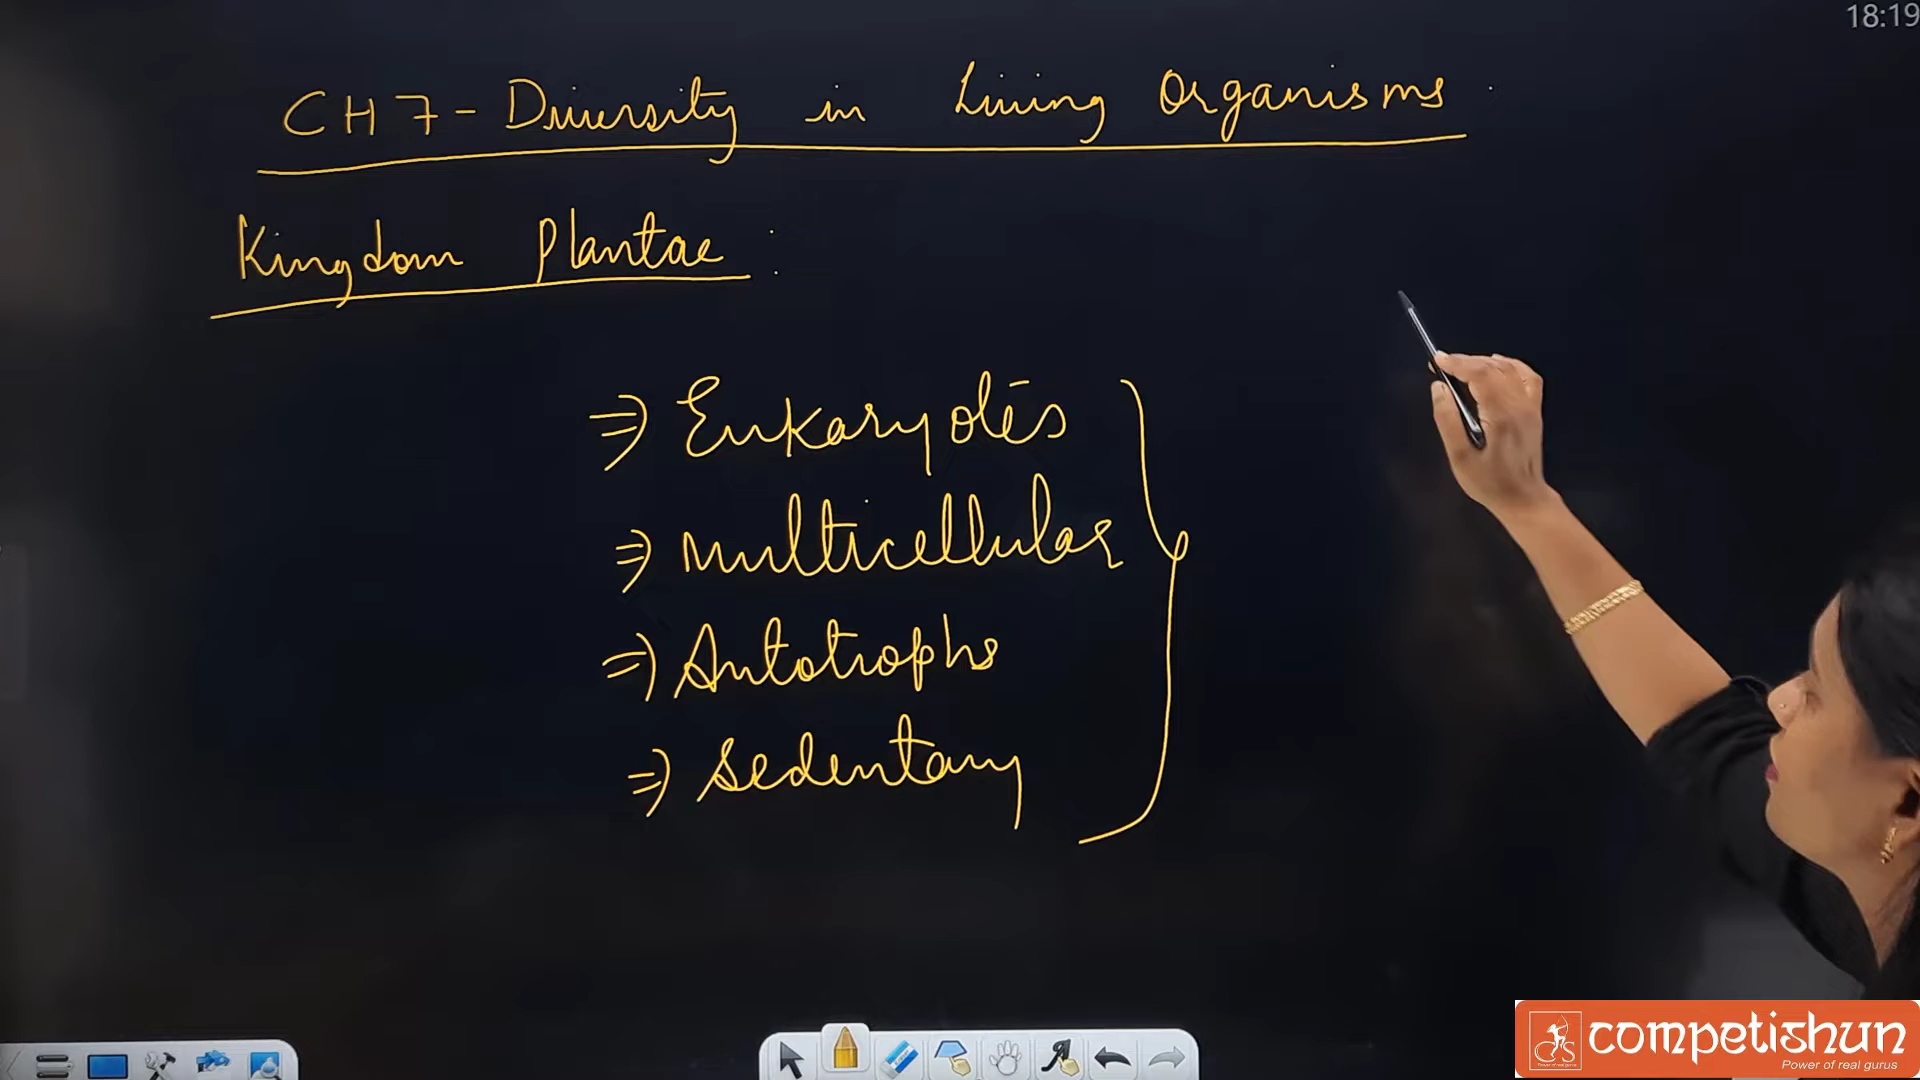 18:19
CH 7 - Diversity in Living Organisms.
Kingdom Plantae :
⇒ Eukaryotes
⇒ Multicellular
⇒ Autotrophs
⇒ Sedentary
competishun
Power of real gurus